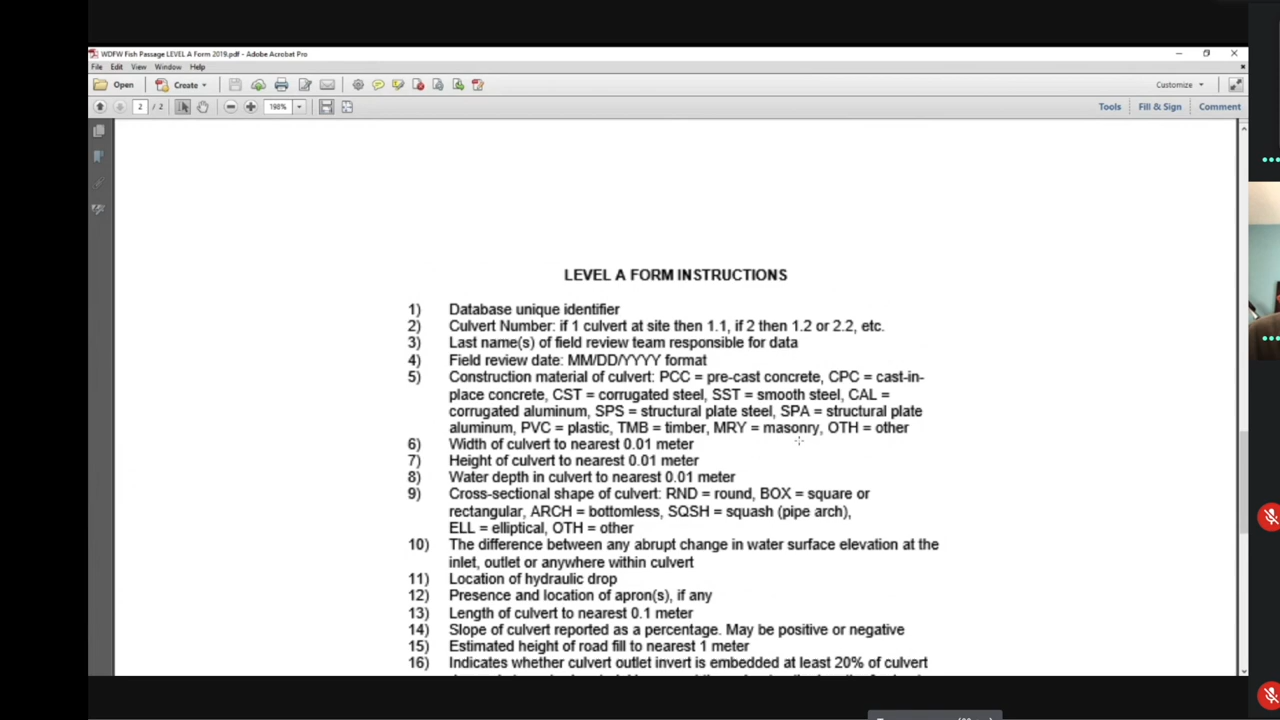 WDFW Fish Passage LEVEL A Form 2019.pdf - Adobe Acrobat Pro
File Edit View Window Help
Open Create Customize
2 / 2 198% Tools Fill & Sign Comment
LEVEL A FORM INSTRUCTIONS
1) Database unique identifier
2) Culvert Number: if 1 culvert at site then 1.1, if 2 then 1.2 or 2.2, etc.
3) Last name(s) of field review team responsible for data
4) Field review date: MM/DD/YYYY format
5) Construction material of culvert: PCC = pre-cast concrete, CPC = cast-in-
place concrete, CST = corrugated steel, SST = smooth steel, CAL =
corrugated aluminum, SPS = structural plate steel, SPA = structural plate
aluminum, PVC = plastic, TMB = timber, MRY = masonry, OTH = other
6) Width of culvert to nearest 0.01 meter
7) Height of culvert to nearest 0.01 meter
8) Water depth in culvert to nearest 0.01 meter
9) Cross-sectional shape of culvert: RND = round, BOX = square or
rectangular, ARCH = bottomless, SQSH = squash (pipe arch),
ELL = elliptical, OTH = other
10) The difference between any abrupt change in water surface elevation at the
inlet, outlet or anywhere within culvert
11) Location of hydraulic drop
12) Presence and location of apron(s), if any
13) Length of culvert to nearest 0.1 meter
14) Slope of culvert reported as a percentage. May be positive or negative
15) Estimated height of road fill to nearest 1 meter
16) Indicates whether culvert outlet invert is embedded at least 20% of culvert